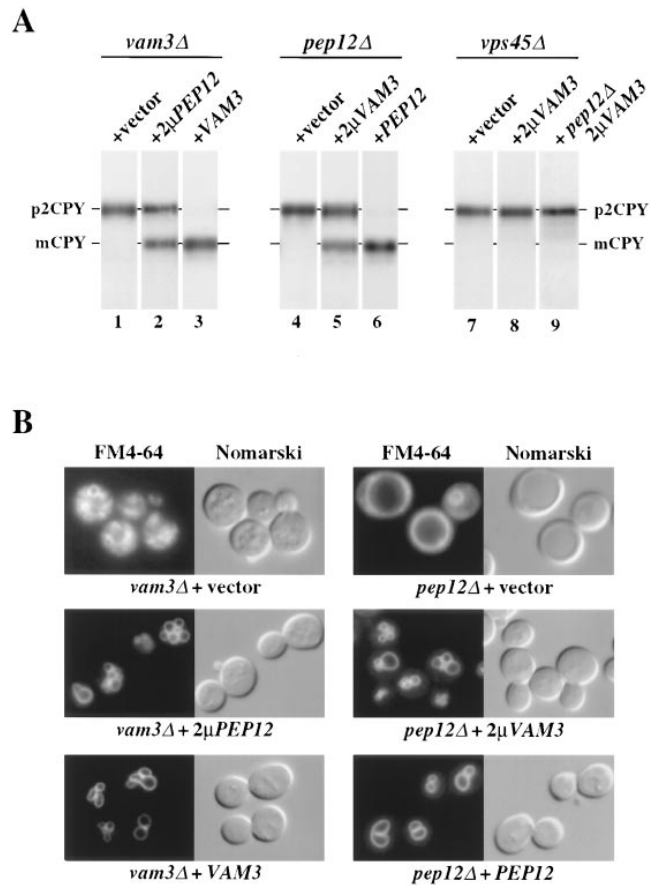 A
vam3Δ pep12Δ vps45Δ
+vector +2μPEP12 +VAM3 +vector +2μVAM3 +PEP12 +vector +2μVAM3 +pep12Δ 2μVAM3
p2CPY p2CPY
mCPY mCPY
1 2 3 4 5 6 7 8 9
B
FM4-64 Nomarski FM4-64 Nomarski
vam3Δ + vector pep12Δ + vector
vam3Δ + 2μPEP12 pep12Δ + 2μVAM3
vam3Δ + VAM3 pep12Δ + PEP12